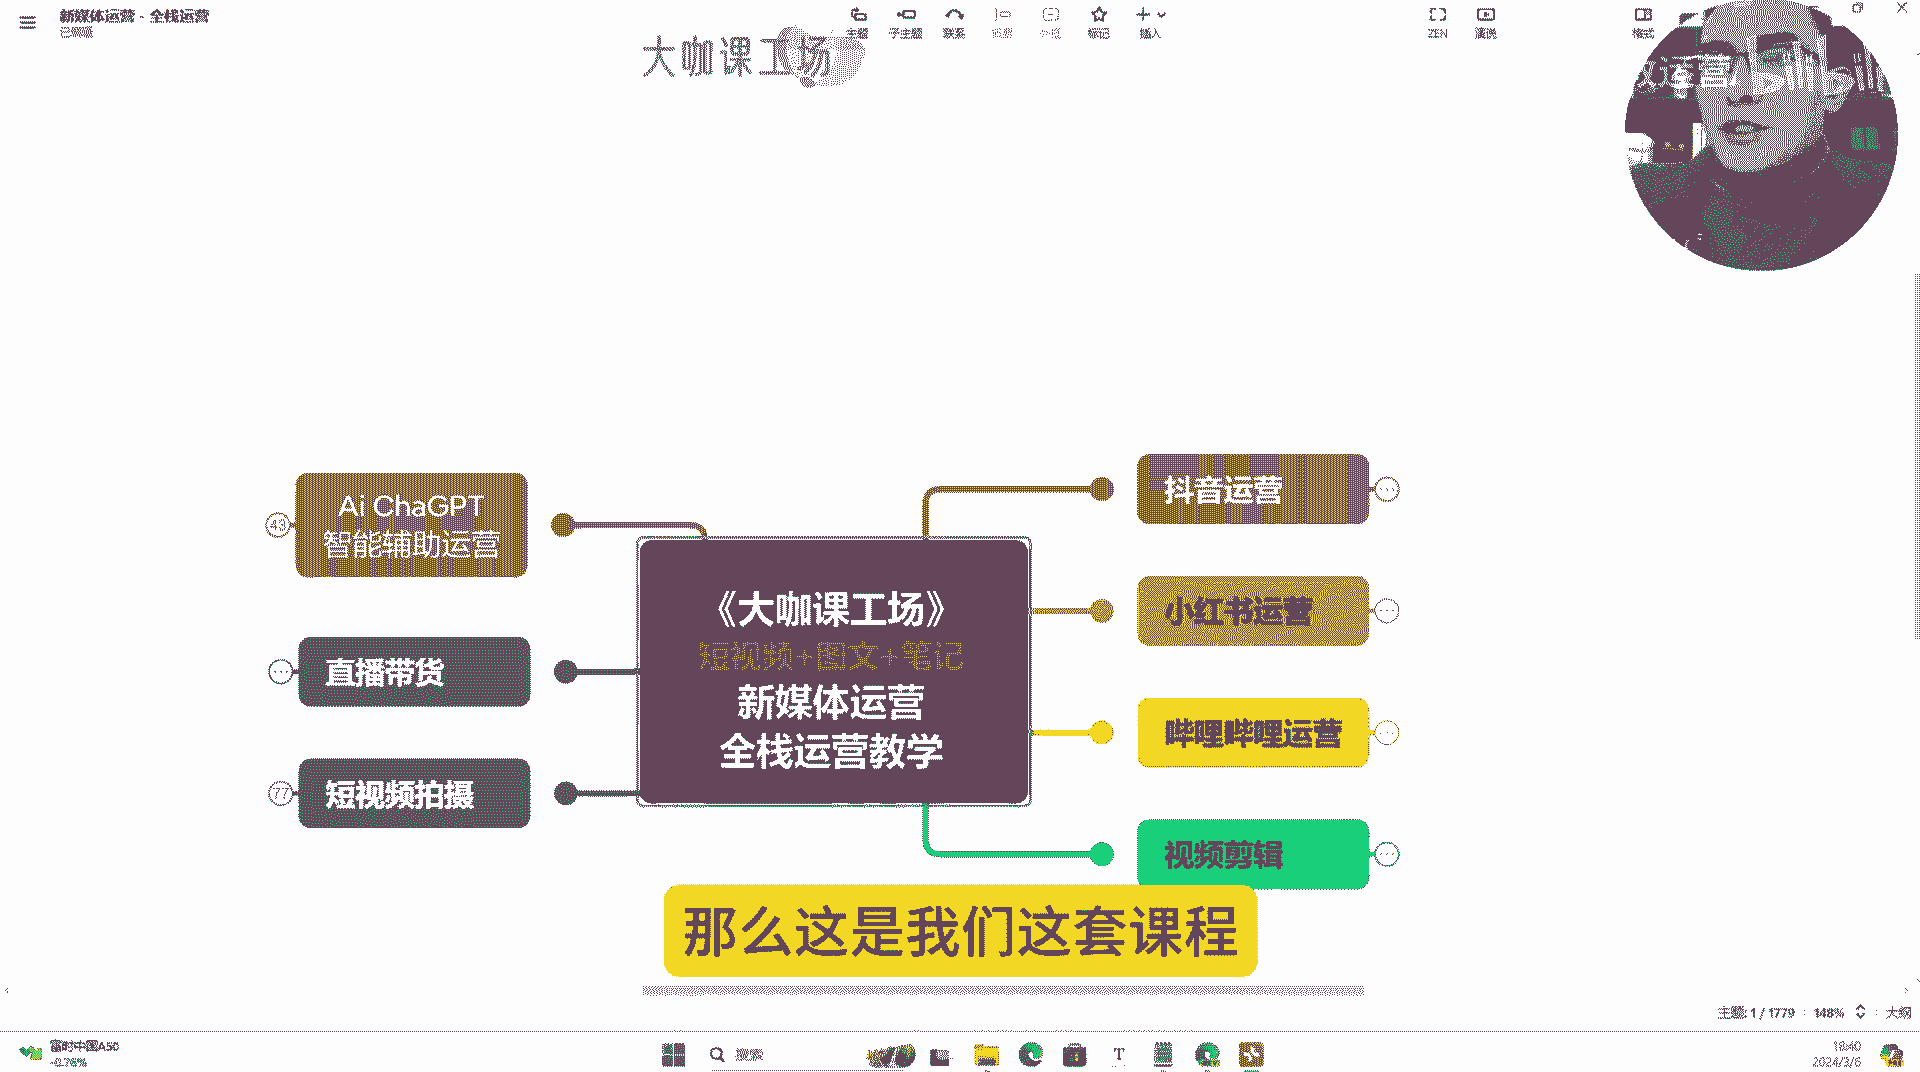 新媒体运营 - 全栈运营
已编辑
主题
子主题
联系
标记
插入
ZEN
演说
格式
大咖课工场
运营
Ai ChaGPT
智能辅助运营
43
直播带货
短视频拍摄
77
《大咖课工场》
短视频+图文+笔记
新媒体运营
全栈运营教学
抖音运营
小红书运营
哔哩哔哩运营
视频剪辑
那么这是我们这套课程
主题: 1 / 1779
148%
大纲
富时中国A50
-0.76%
搜索
18:40
2024/3/6